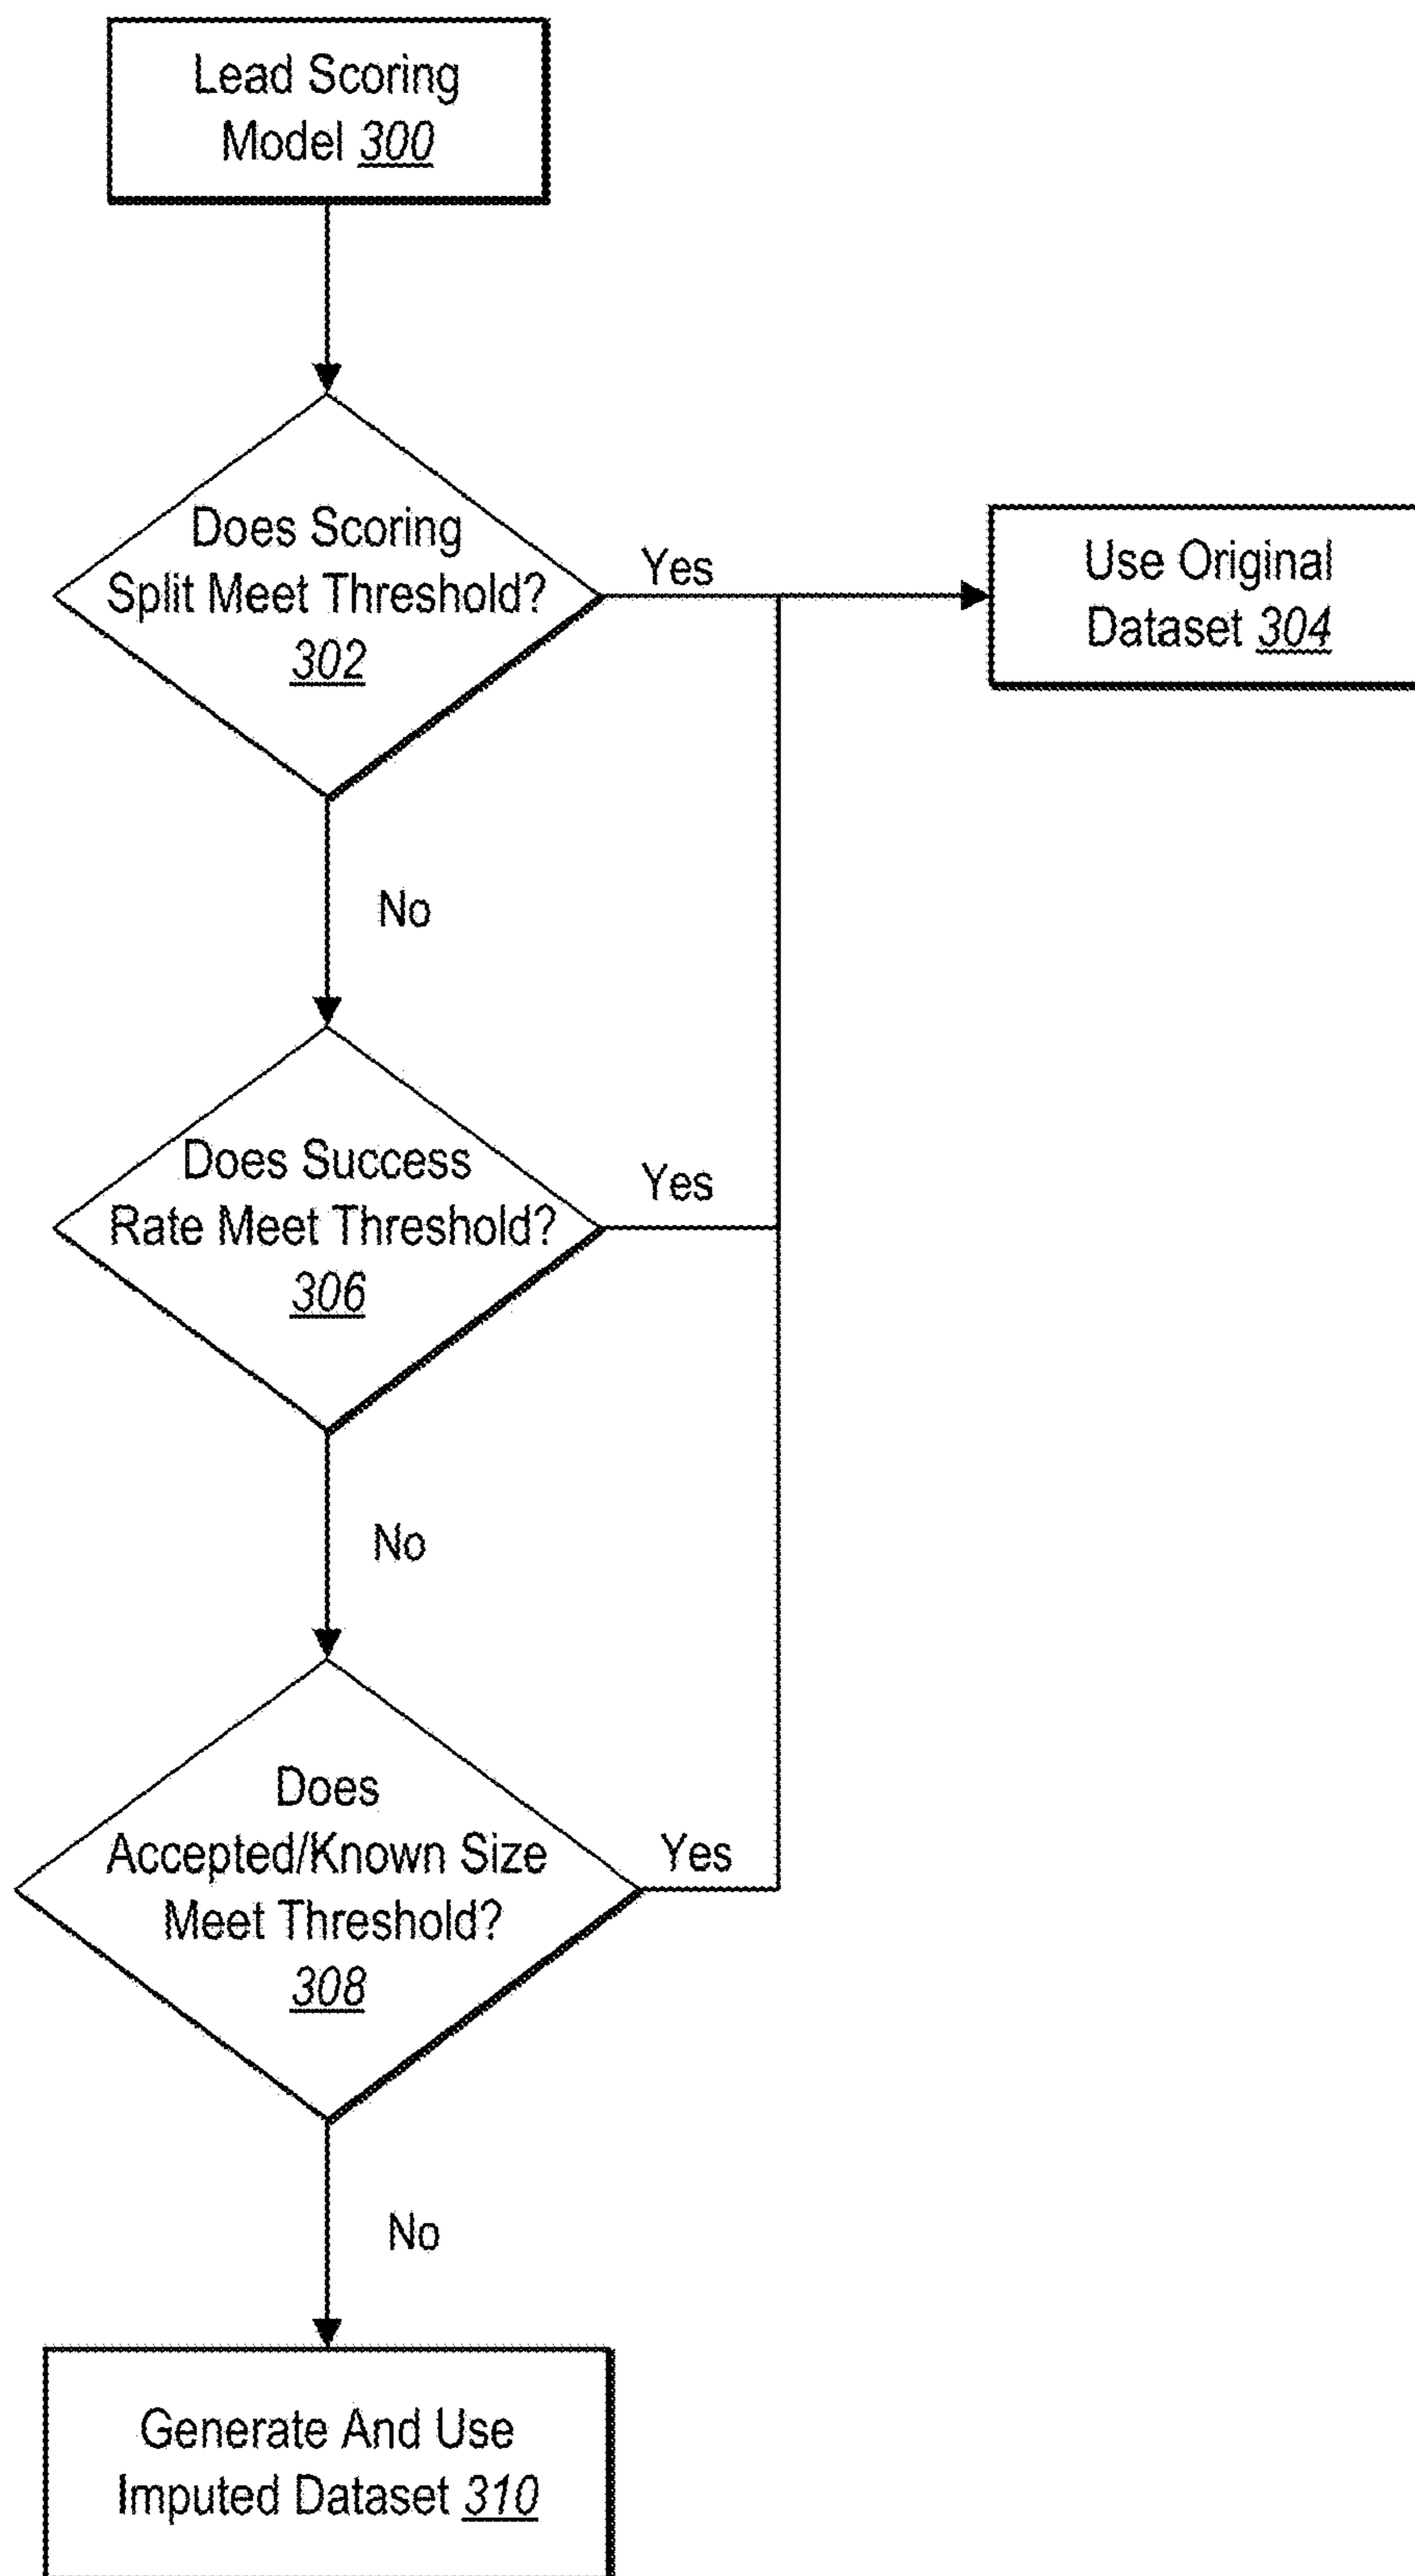 Lead Scoring
Model 300
Does Scoring
Split Meet Threshold?
302
Yes
Use Original
Dataset 304
No
Does Success
Rate Meet Threshold?
306
Yes
No
Does
Accepted/Known Size
Meet Threshold?
308
Yes
No
Generate And Use
Imputed Dataset 310